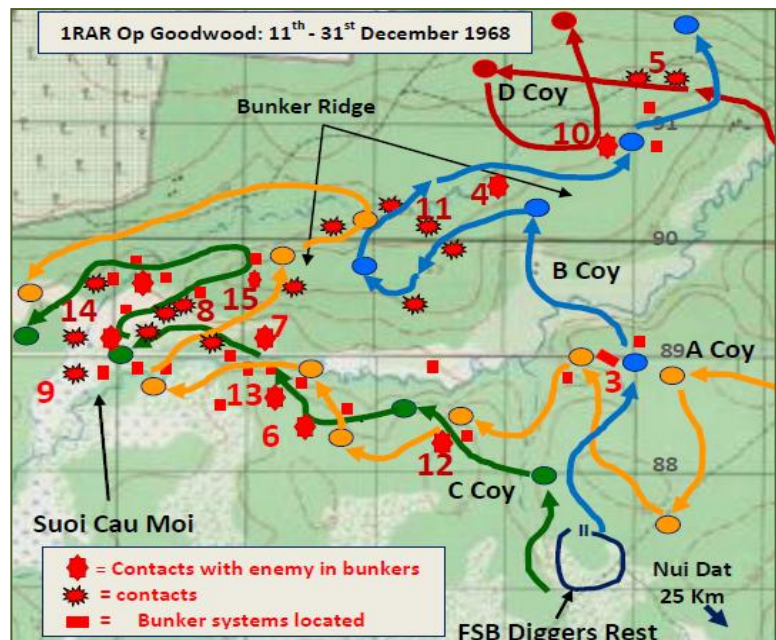 1RAR Op Goodwood: 11th - 31st December 1968
5
D Coy
Bunker Ridge
10
91
4
11
90
B Coy
15
14
8
7
89
A Coy
3
9
13
6
12
88
C Coy
Suoi Cau Moi
II
Nui Dat
25 Km
= Contacts with enemy in bunkers
= contacts
= Bunker systems located
FSB Diggers Rest